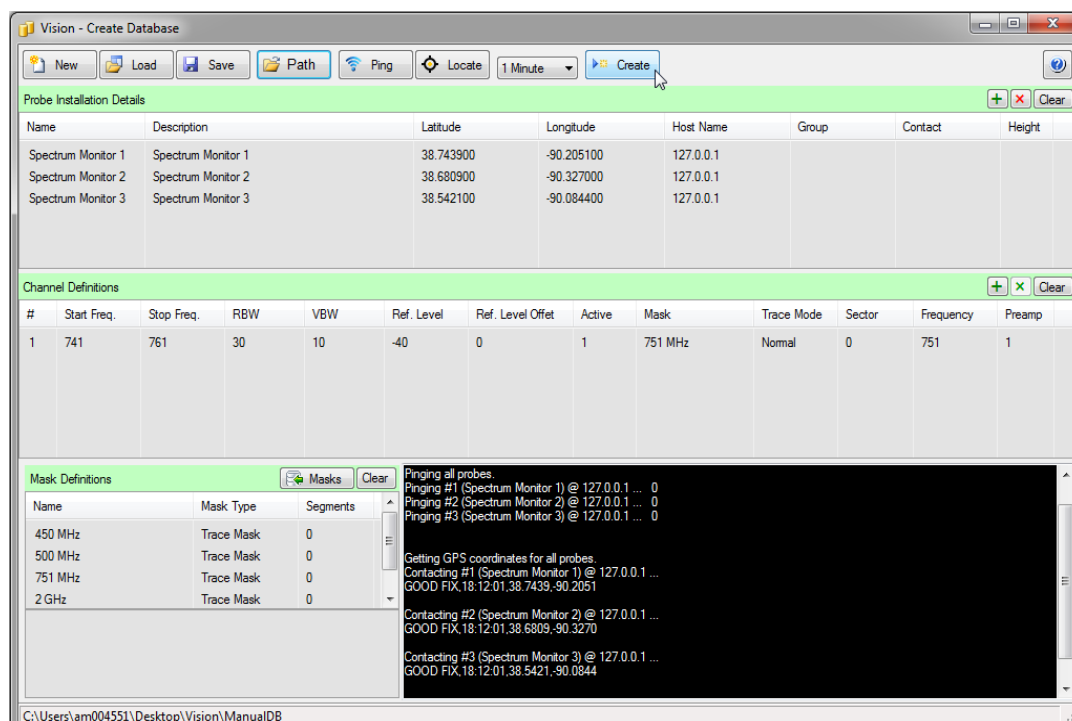 Vision - Create Database
New Load Save Path Ping Locate 1 Minute Create
Probe Installation Details Clear
Name Description Latitude Longitude Host Name Group Contact Height
Spectrum Monitor 1 Spectrum Monitor 1 38.743900 -90.205100 127.0.0.1
Spectrum Monitor 2 Spectrum Monitor 2 38.680900 -90.327000 127.0.0.1
Spectrum Monitor 3 Spectrum Monitor 3 38.542100 -90.084400 127.0.0.1
Channel Definitions Clear
# Start Freq. Stop Freq. RBW VBW Ref. Level Ref. Level Offet Active Mask Trace Mode Sector Frequency Preamp
1 741 761 30 10 -40 0 1 751 MHz Normal 0 751 1
Mask Definitions Masks Clear
Name Mask Type Segments
450 MHz Trace Mask 0
500 MHz Trace Mask 0
751 MHz Trace Mask 0
2 GHz Trace Mask 0
Pinging all probes.
Pinging #1 (Spectrum Monitor 1) @ 127.0.0.1 ... 0
Pinging #2 (Spectrum Monitor 2) @ 127.0.0.1 ... 0
Pinging #3 (Spectrum Monitor 3) @ 127.0.0.1 ... 0
Getting GPS coordinates for all probes.
Contacting #1 (Spectrum Monitor 1) @ 127.0.0.1 ...
GOOD FIX,18:12:01,38.7439,-90.2051
Contacting #2 (Spectrum Monitor 2) @ 127.0.0.1 ...
GOOD FIX,18:12:01,38.6809,-90.3270
Contacting #3 (Spectrum Monitor 3) @ 127.0.0.1 ...
GOOD FIX,18:12:01,38.5421,-90.0844
C:\Users\am004551\Desktop\Vision\ManualDB